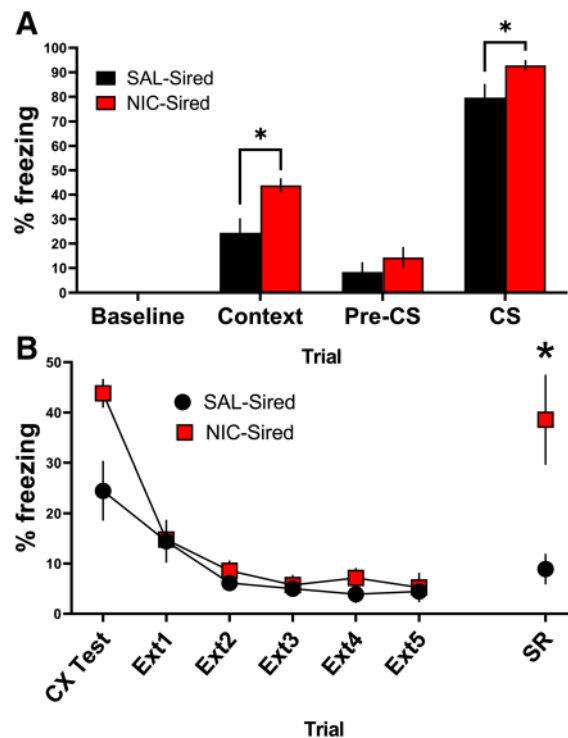 A
% freezing
100
90
80
70
60
50
40
30
20
10
0
SAL-Sired
NIC-Sired
*
*
Baseline Context Pre-CS CS
Trial
B
% freezing
50
40
30
20
10
0
SAL-Sired
NIC-Sired
*
CX Test Ext1 Ext2 Ext3 Ext4 Ext5 SR
Trial